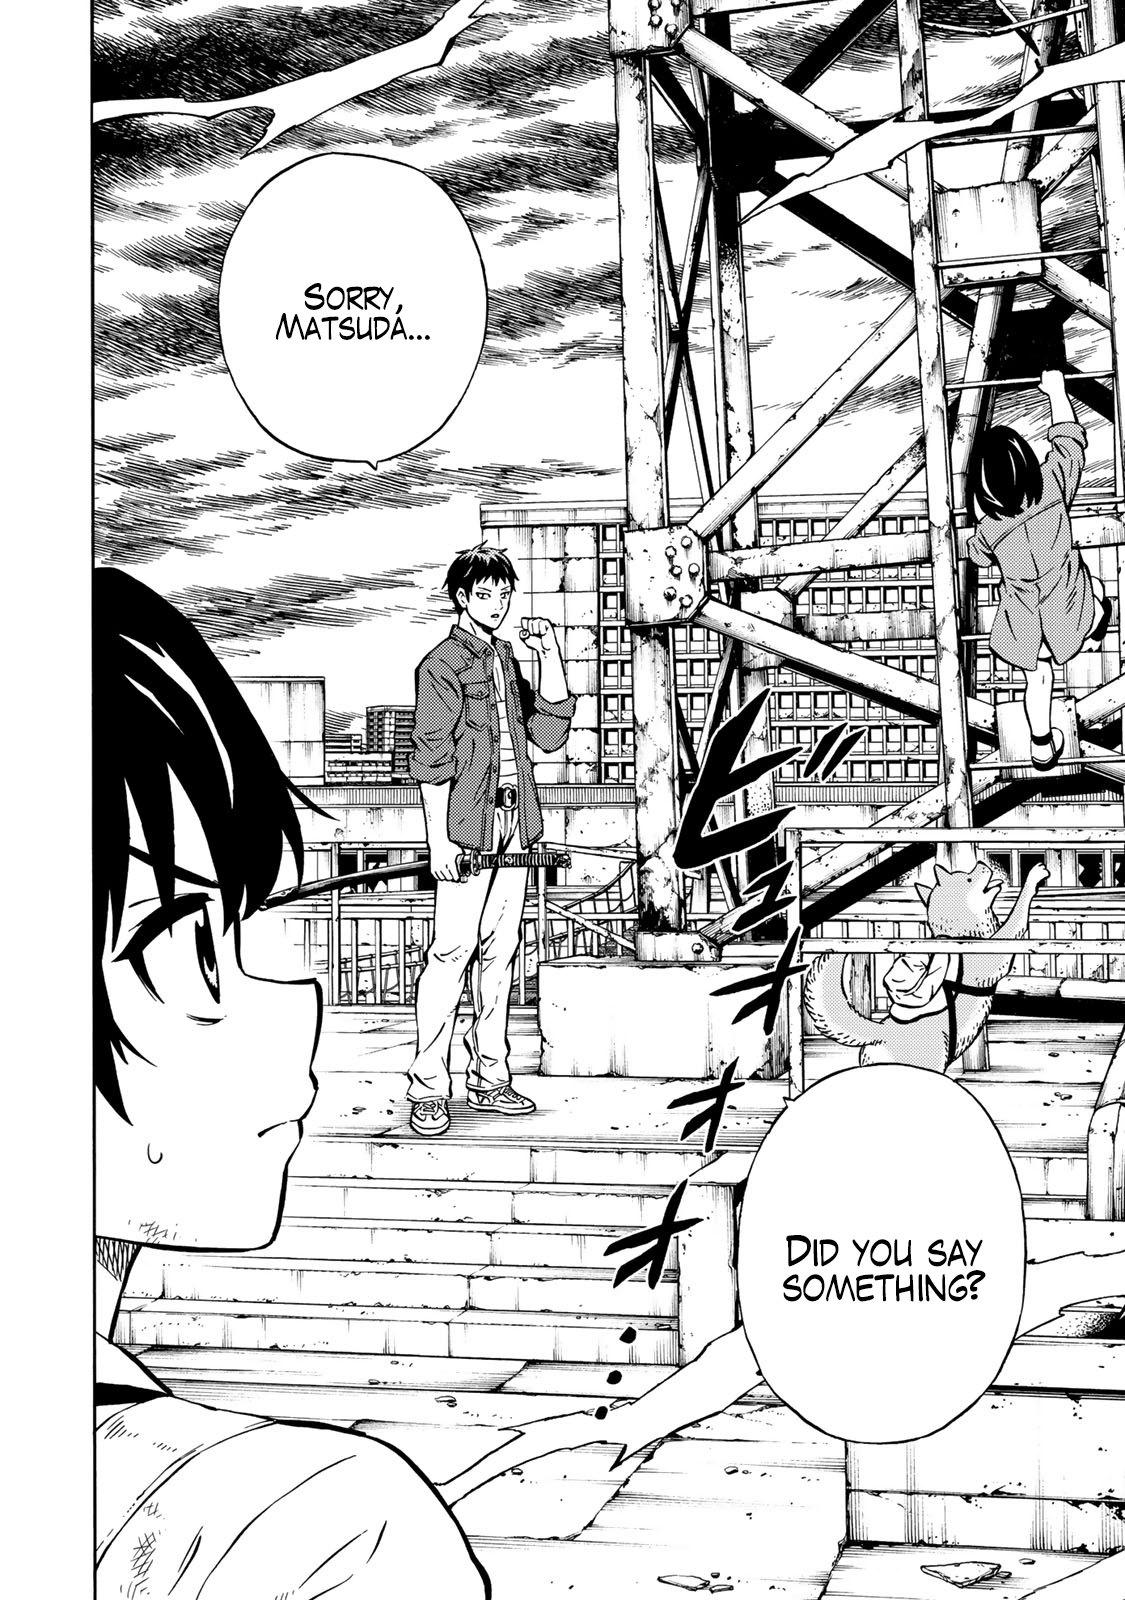 SORRY,
MATSUDA...
ビュオオオ...
DID YOU SAY
SOMETHING?